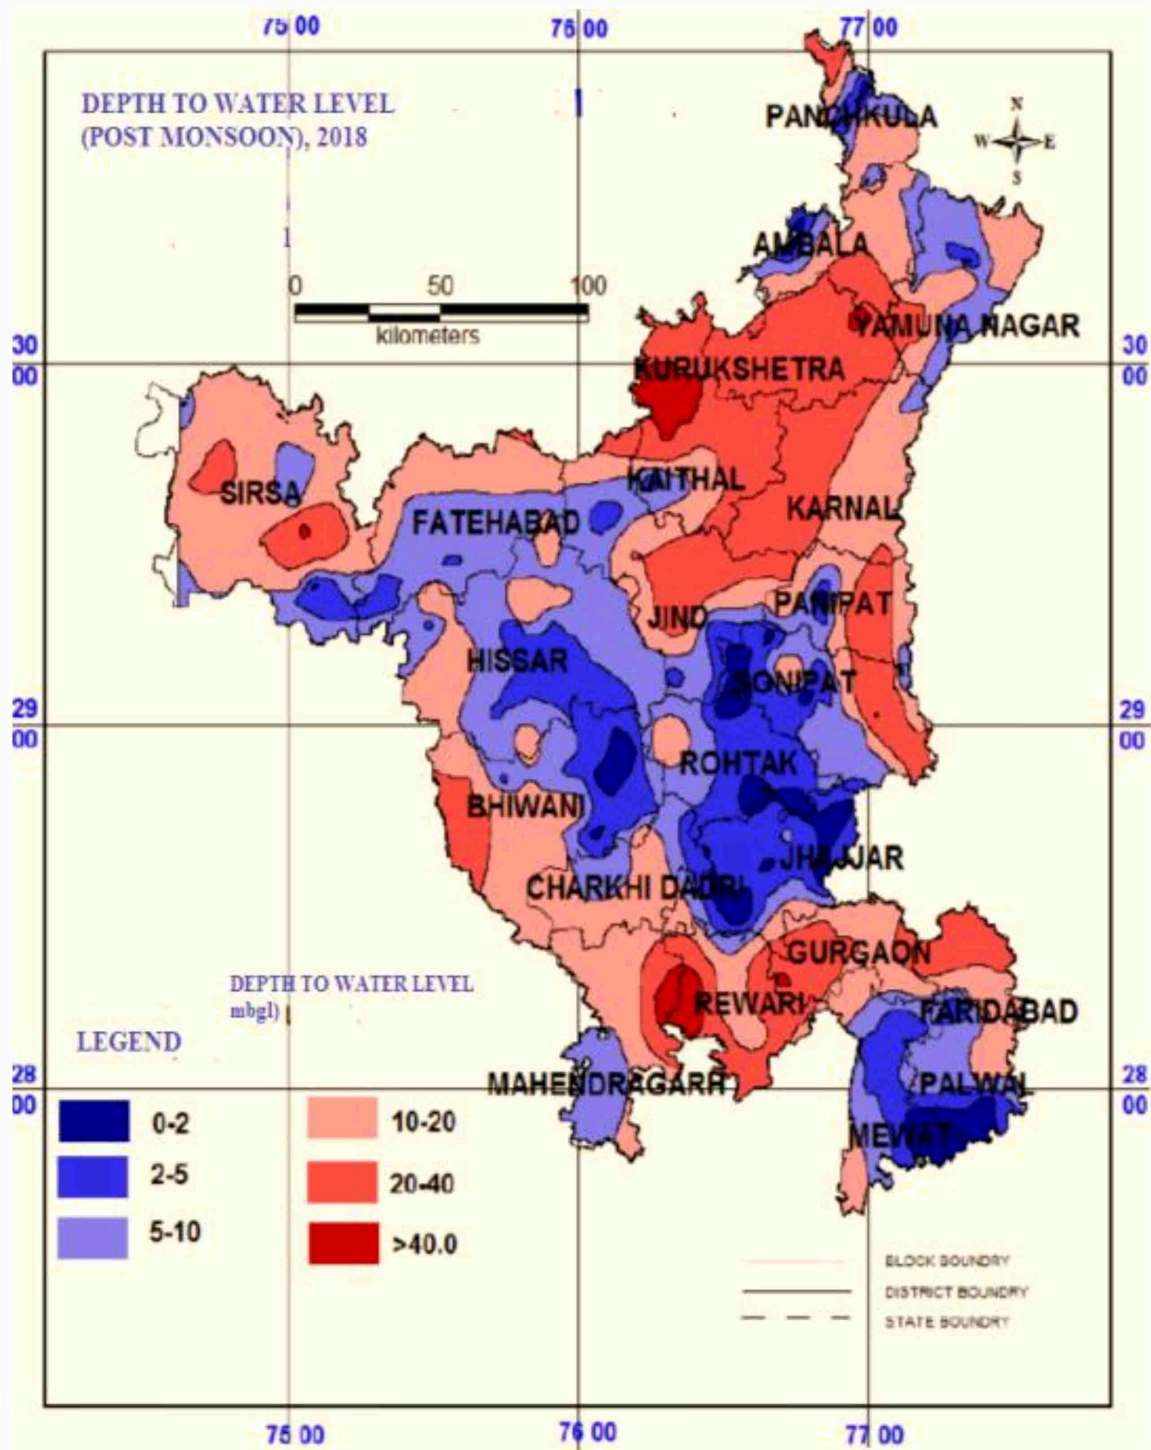 75 00
76 00
77 00
DEPTH TO WATER LEVEL
(POST MONSOON), 2018
PANCHKULA
N
W E
S
AMBALA
0 50 100
kilometers
YAMUNA NAGAR
30
00
30
00
KURUKSHETRA
KAITHAL
SIRSA
KARNAL
FATEHABAD
PANIPAT
JIND
HISSAR
SONIPAT
29
00
29
00
ROHTAK
BHIWANI
JHAJJAR
CHARKHI DADRI
GURGAON
DEPTH TO WATER LEVEL
mbgl)
REWARI
FARIDABAD
LEGEND
28
00
MAHENDRAGARH
PALWAL
28
00
MEWAT
0-2
10-20
2-5
20-40
5-10
>40.0
BLOCK BOUNDRY
DISTRICT BOUNDRY
STATE BOUNDRY
75 00
76 00
77 00